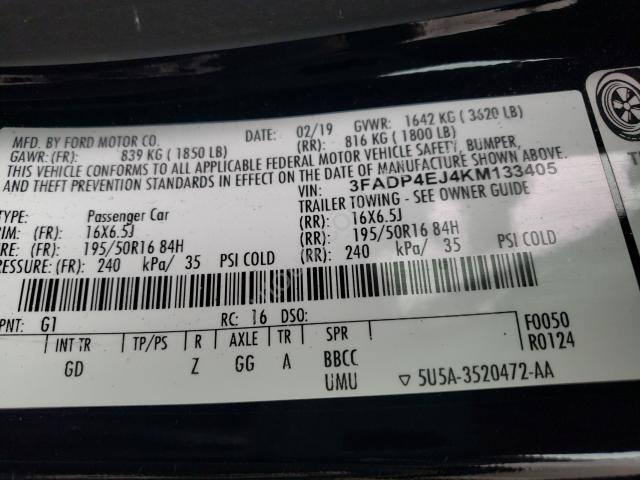 MFD. BY FORD MOTOR CO. DATE: 02/19 GVWR: 1642 KG (3620 LB)
GAWR: (FR): 839 KG (1850 LB) (RR): 816 KG (1800 LB)
THIS VEHICLE CONFORMS TO ALL APPLICABLE FEDERAL MOTOR VEHICLE SAFETY, BUMPER,
THEFT PREVENTION STANDARDS IN EFFECT ON THE DATE OF MANUFACTURE SHOWN ABOVE.
VIN: 3FADP4EJ4KM133405
TYPE: Passenger Car TRAILER TOWING - SEE OWNER GUIDE
RIM: (FR): 16X6.5J (RR): 16X6.5J
(FR): 195/50R16 84H (RR): 195/50R16 84H
PRESSURE: (FR): 240 kPa/ 35 PSI COLD (RR): 240 kPa/ 35 PSI COLD
PNT: G1 RC: 16 DSO: F0050
R0124
INT TR TP/PS R AXLE TR SPR
GD Z GG A BBCC
UMU 5U5A-3520472-AA